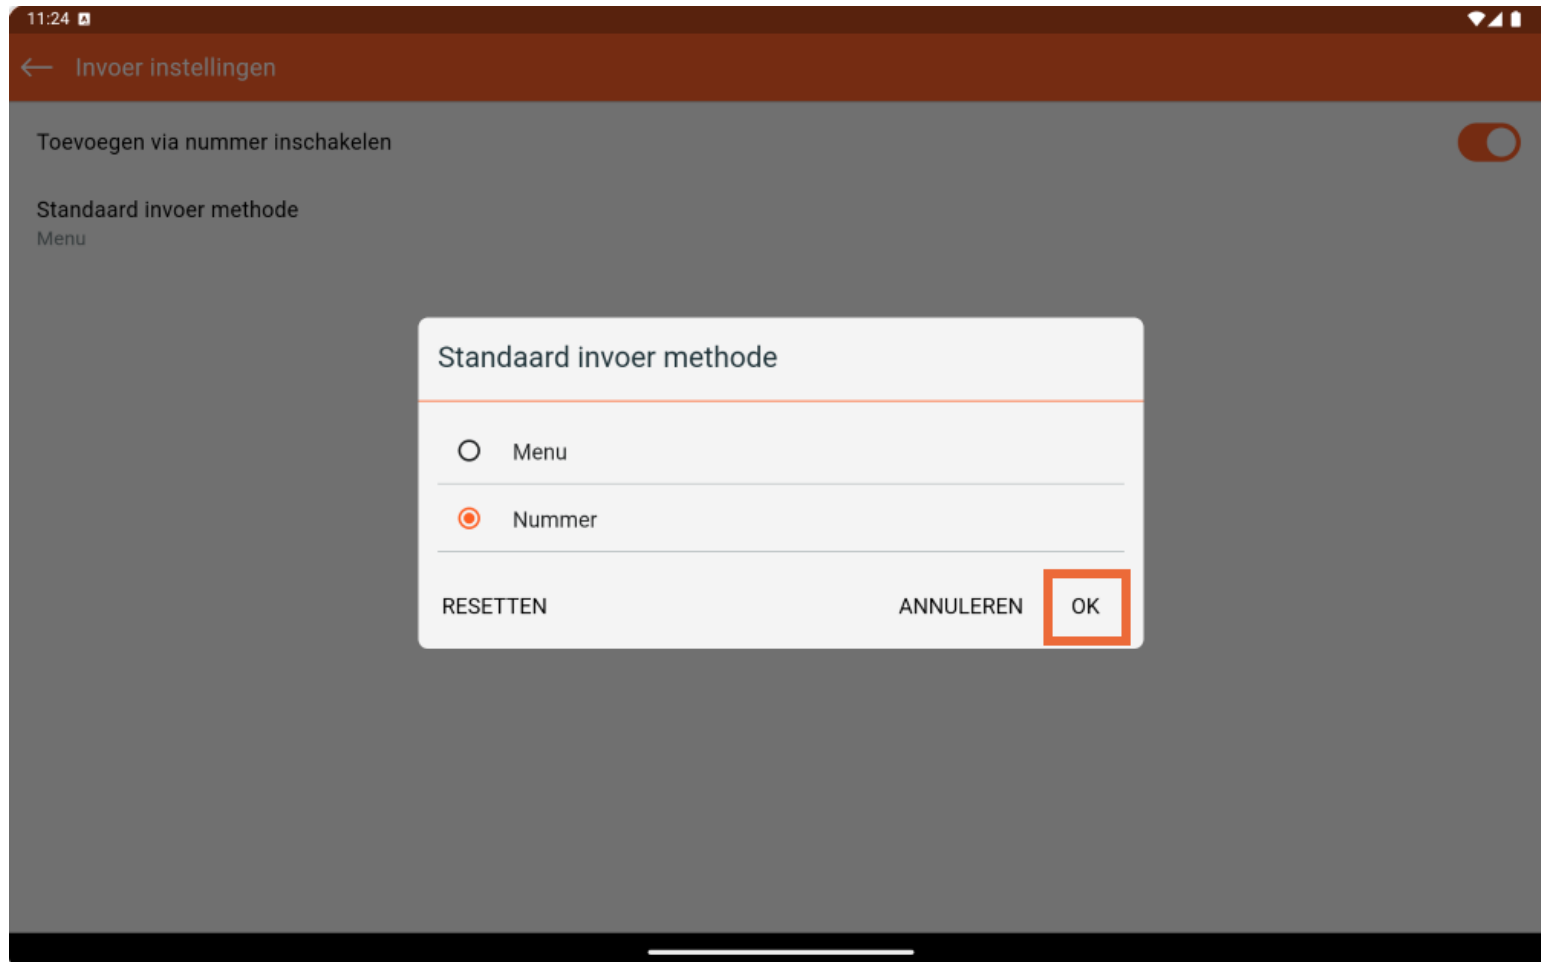 11:24
Invoer instellingen
Toevoegen via nummer inschakelen
Standaard invoer methode
Menu
Standaard invoer methode
Menu
Nummer
RESETTEN ANNULEREN OK